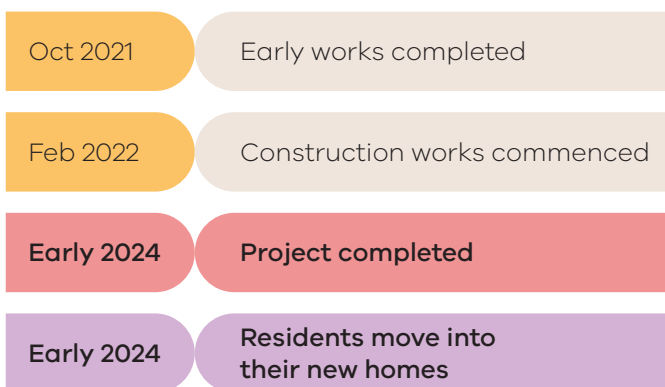 Oct 2021 Early works completed
Feb 2022 Construction works commenced
Early 2024 Project completed
Early 2024 Residents move into
their new homes